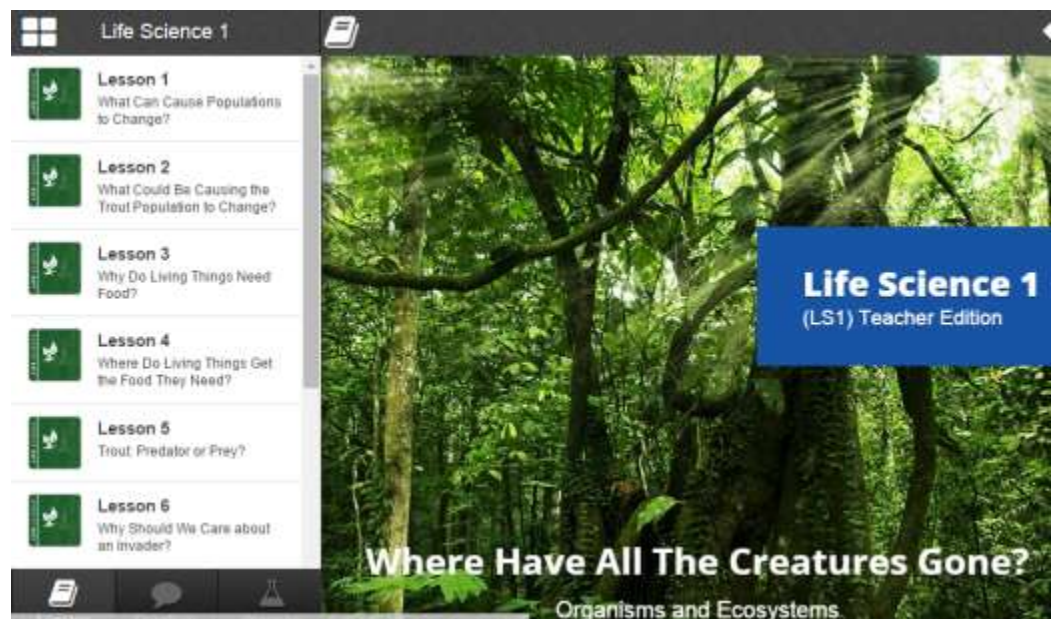 Life Science 1
Lesson 1
What Can Cause Populations
to Change?
Lesson 2
What Could Be Causing the
Trout Population to Change?
Lesson 3
Why Do Living Things Need
Food?
Lesson 4
Where Do Living Things Get
the Food They Need?
Lesson 5
Trout: Predator or Prey?
Lesson 6
Why Should We Care about
an Invader?
Life Science 1
(LS1) Teacher Edition
Where Have All The Creatures Gone?
Organisms and Ecosystems